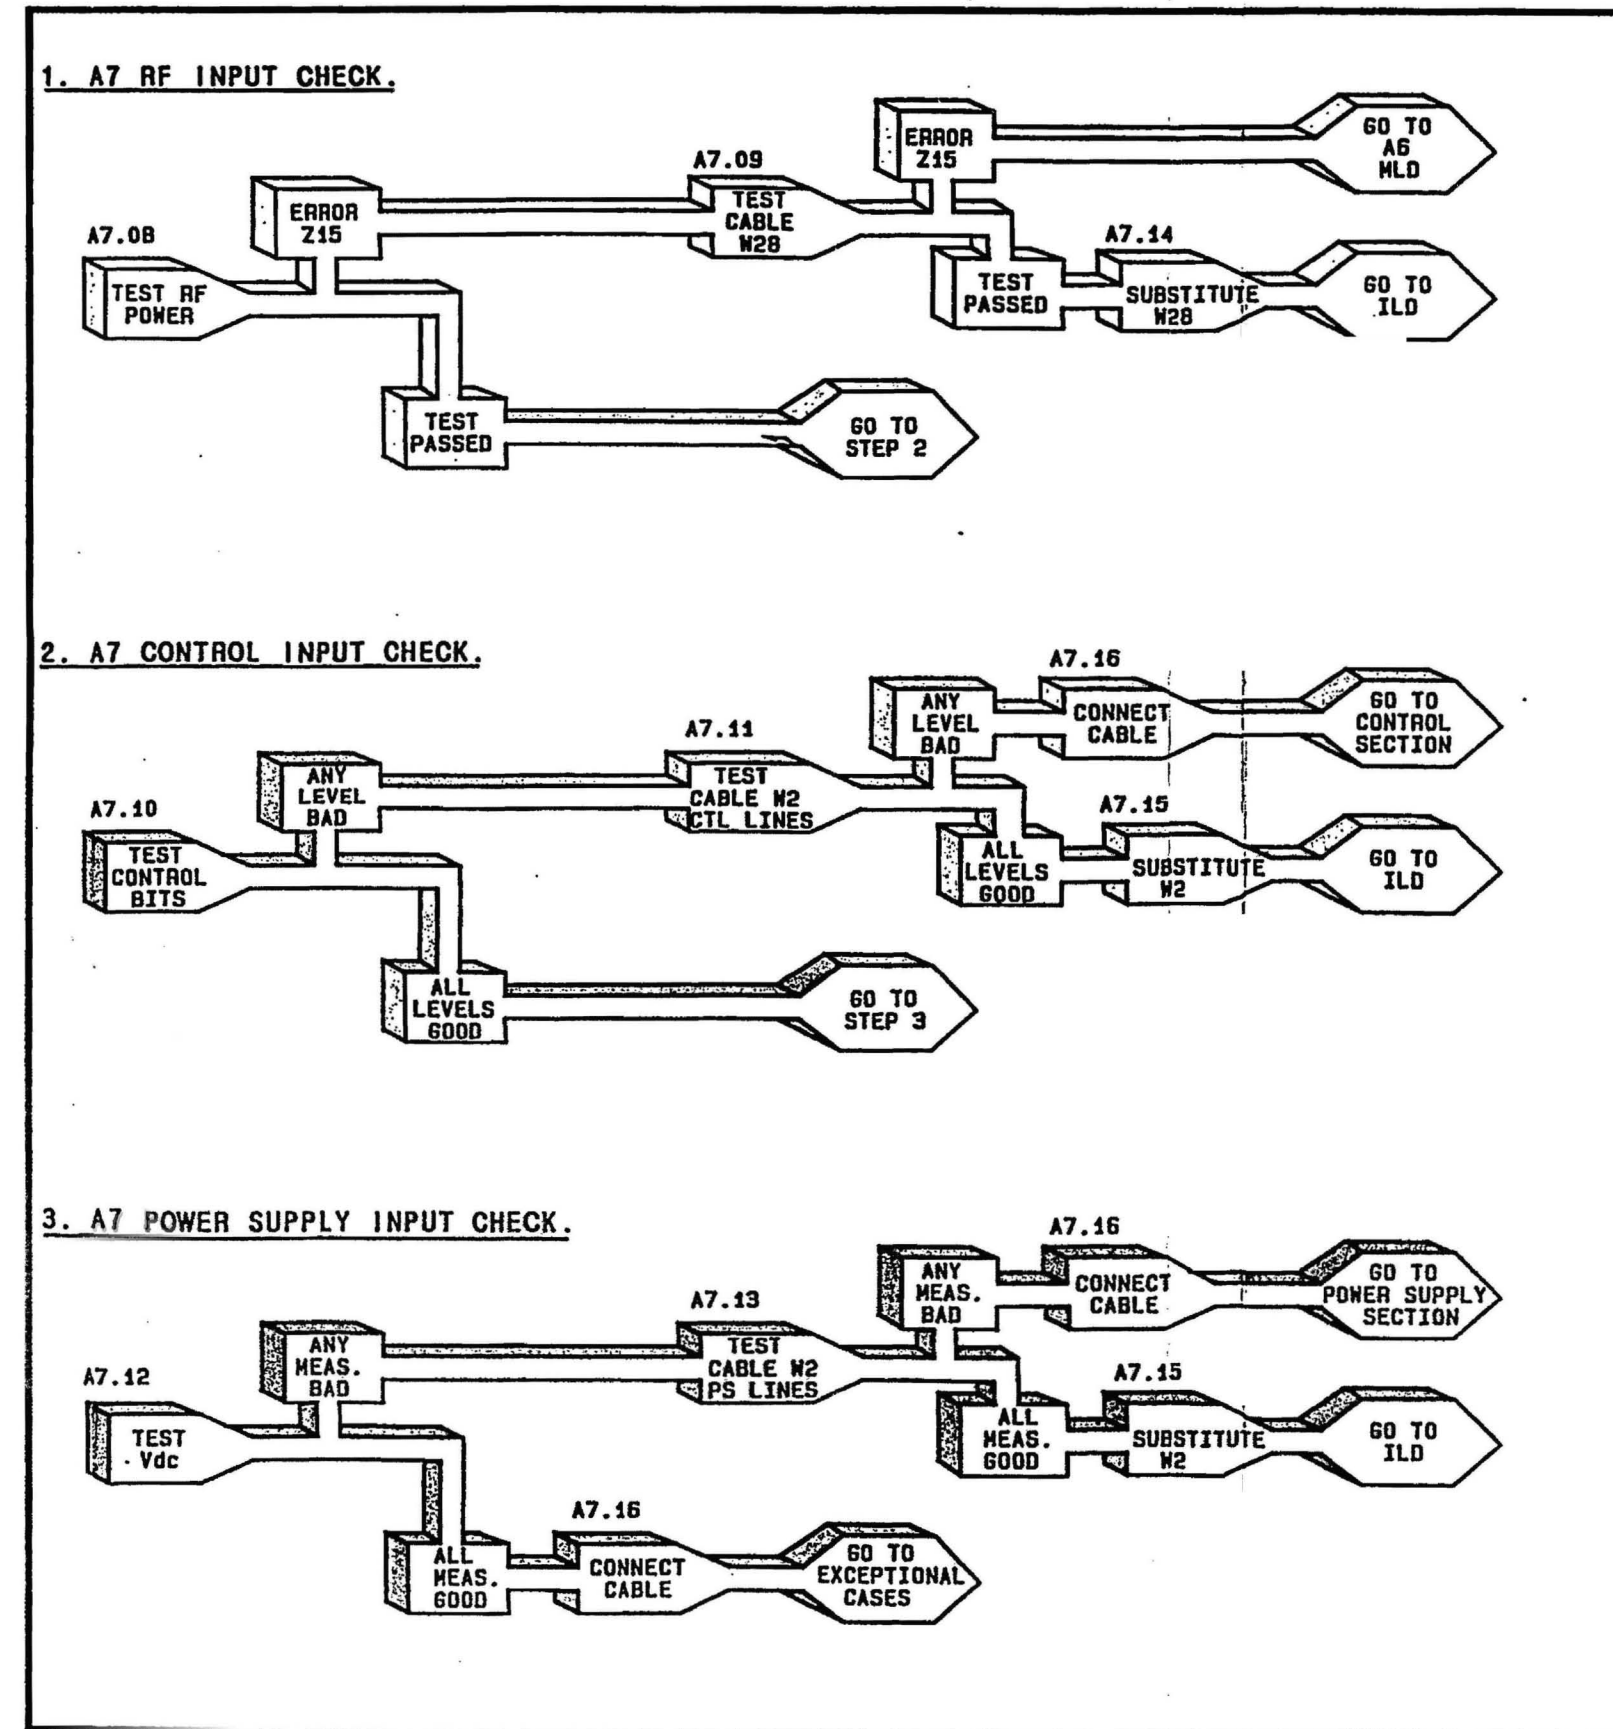 1. A7 RF INPUT CHECK.
A7.08
TEST RF
POWER
ERROR
Z15
TEST
PASSED
GO TO
STEP 2
A7.09
TEST
CABLE
W28
ERROR
Z15
GO TO
A6
MLD
TEST
PASSED
A7.14
SUBSTITUTE
W28
GO TO
ILD
2. A7 CONTROL INPUT CHECK.
A7.10
TEST
CONTROL
BITS
ANY
LEVEL
BAD
ALL
LEVELS
GOOD
GO TO
STEP 3
A7.11
TEST
CABLE W2
CTL LINES
ANY
LEVEL
BAD
A7.16
CONNECT
CABLE
GO TO
CONTROL
SECTION
ALL
LEVELS
GOOD
A7.15
SUBSTITUTE
W2
GO TO
ILD
3. A7 POWER SUPPLY INPUT CHECK.
A7.12
TEST
Vdc
ANY
MEAS.
BAD
ALL
MEAS.
GOOD
A7.16
CONNECT
CABLE
GO TO
EXCEPTIONAL
CASES
A7.13
TEST
CABLE W2
PS LINES
ANY
MEAS.
BAD
A7.16
CONNECT
CABLE
GO TO
POWER SUPPLY
SECTION
ALL
MEAS.
GOOD
A7.15
SUBSTITUTE
W2
GO TO
ILD